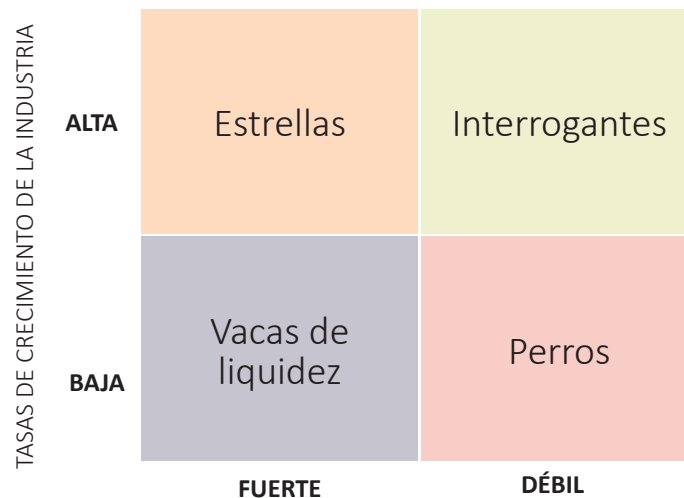 TASAS DE CRECIMIENTO DE LA INDUSTRIA
ALTA
Estrellas
Interrogantes
BAJA
Vacas de
liquidez
Perros
FUERTE
DÉBIL